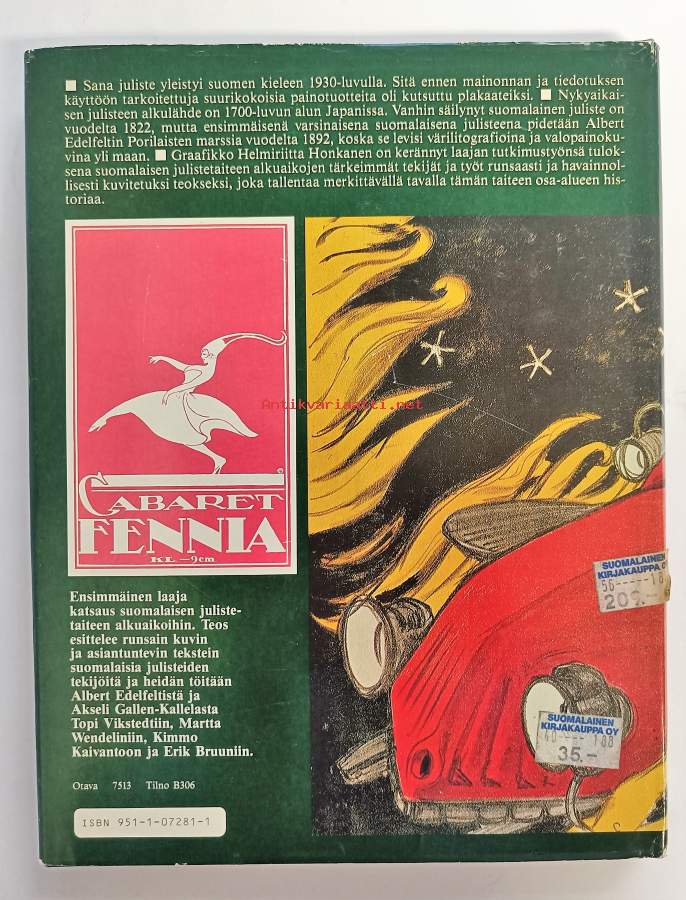 ■ Sana juliste yleistyi suomen kieleen 1930-luvulla. Sitä ennen mainonnan ja tiedotuksen
käyttöön tarkoitettuja suurikokoisia painotuotteita oli kutsuttu plakaateiksi. ■ Nykyaikai-
sen julisteen alkulähde on 1700-luvun alun Japanissa. Vanhin säilynyt suomalainen juliste on
vuodelta 1822, mutta ensimmäisenä varsinaisena suomalaisena julisteena pidetään Albert
Edelfeltin Porilaisten marssia vuodelta 1892, koska se levisi värilitografioina ja valopainoku-
vina yli maan. ■ Graafikko Helmiriitta Honkanen on kerännyt laajan tutkimustyönsä tulok-
sena suomalaisen julistetaiteen alkuaikojen tärkeimmät tekijät ja työt runsaasti ja havainnol-
lisesti kuvitetuksi teokseksi, joka tallentaa merkittävällä tavalla tämän taiteen osa-alueen his-
toriaa.
Antikvariaatti.net
CABARET
FENNIA
KL -9cm
SUOMALAINEN
KIRJAKAUPPA OY
56-----18
209.-
Ensimmäinen laaja
katsaus suomalaisen juliste-
taiteen alkuaikoihin. Teos
esittelee runsain kuvin
ja asiantuntevin tekstein
suomalaisia julisteiden
tekijöitä ja heidän töitään
Albert Edelfeltistä ja
Akseli Gallen-Kallelasta
Topi Vikstedtiin, Martta
Wendeliniin, Kimmo
Kaivantoon ja Erik Bruuniin.
SUOMALAINEN
KIRJAKAUPPA OY
35.-
Otava 7513 Tilno B306
ISBN 951-1-07281-1